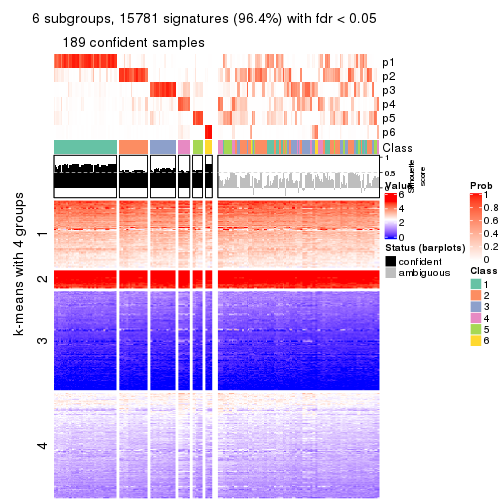 6 subgroups, 15781 signatures (96.4%) with fdr < 0.05
189 confident samples
p1
p2
p3
p4
p5
p6
Class
1
0.5
0
Silhouette
score
k-means with 4 groups
1
2
3
4
Value
6
4
2
0
Status (barplots)
confident
ambiguous
Prob
1
0.8
0.6
0.4
0.2
0
Class
1
2
3
4
5
6